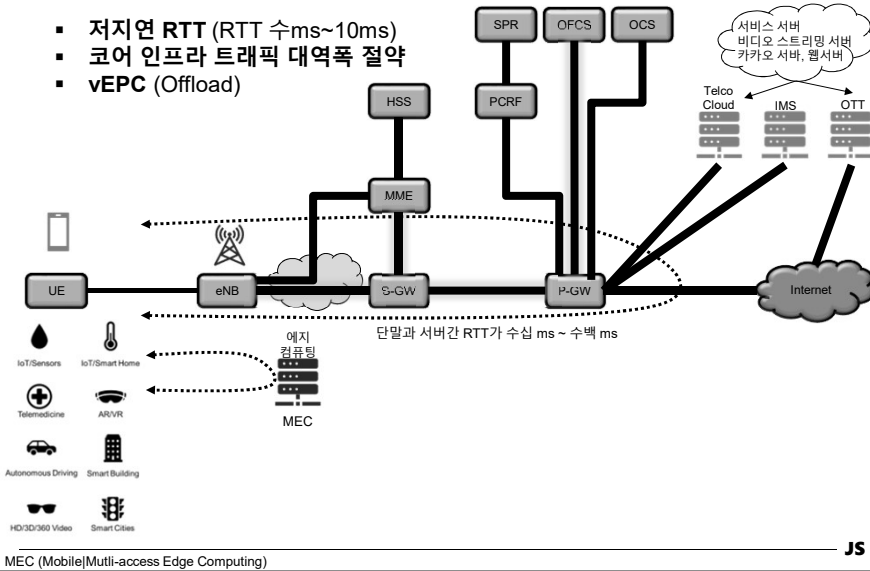 ▪ 저지연 RTT (RTT 수ms~10ms)
▪ 코어 인프라 트래픽 대역폭 절약
▪ vEPC (Offload)
SPR
OFCS
OCS
서비스 서버
비디오 스트리밍 서버
카카오 서바, 웹서버
HSS
PCRF
Telco
Cloud
IMS
OTT
MME
UE
eNB
S-GW
P-GW
Internet
단말과 서버간 RTT가 수십 ms ~ 수백 ms
에지
컴퓨팅
MEC
IoT/Sensors
IoT/Smart Home
Telemedicine
AR/VR
Autonomous Driving
Smart Building
HD/3D/360 Video
Smart Cities
JS
MEC (Mobile|Mutli-access Edge Computing)